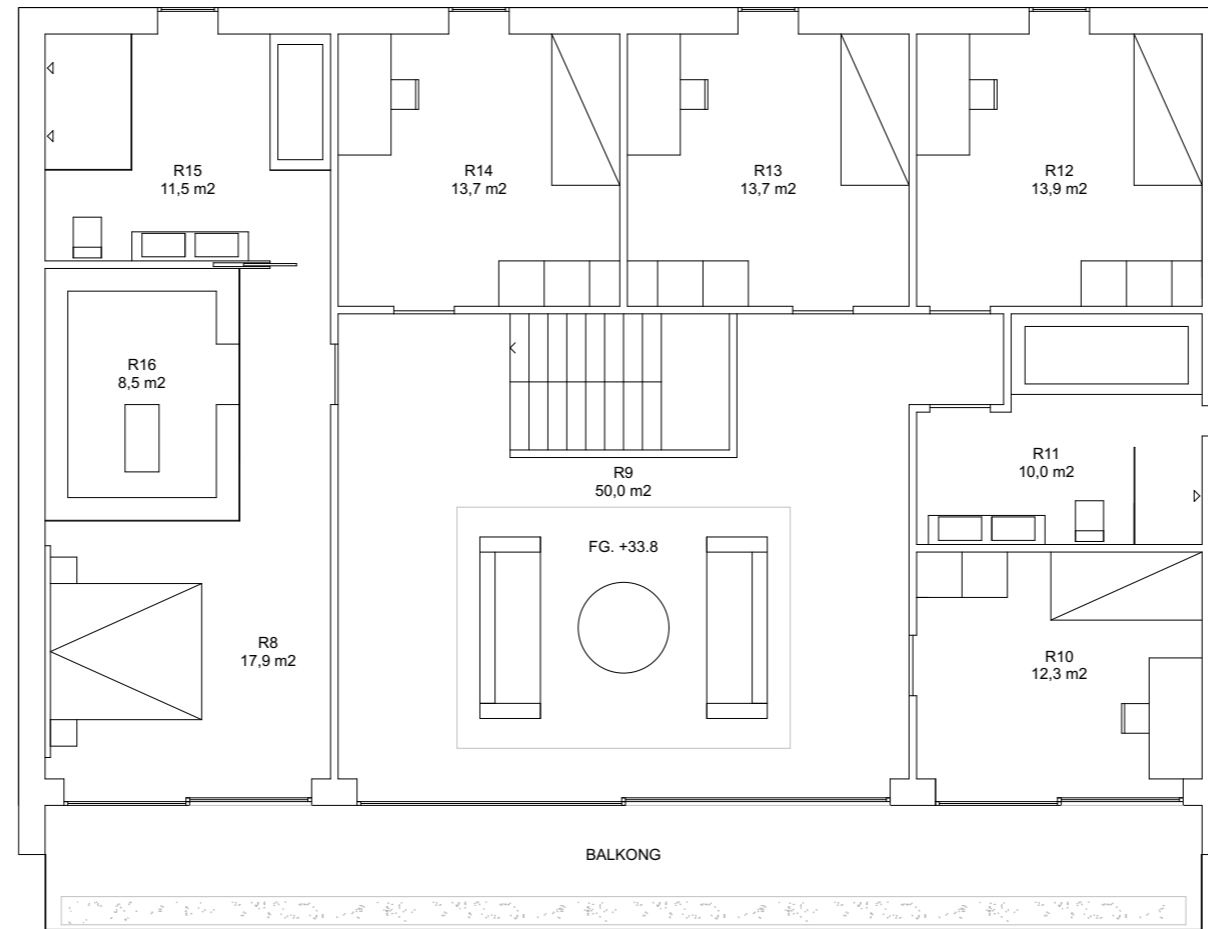 R15
11,5 m2
R14
13,7 m2
R13
13,7 m2
R12
13,9 m2
R16
8,5 m2
R9
50,0 m2
R11
10,0 m2
FG. +33.8
R8
17,9 m2
R10
12,3 m2
BALKONG